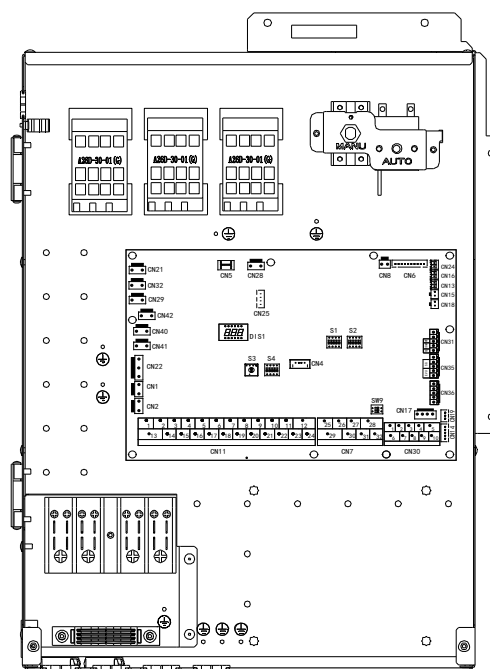 A26D-30-01(G) A26D-30-01(G) A26D-30-01(G)
MANU
AUTO
CN21
CN32
CN29
CN42
CN40
CN41
CN22
CN1
CN2
CN5
CN28
CN25
DIS1
S3
S4
CN4
S1
S2
CN8
CN6
CN24
CN16
CN13
CN15
CN18
CN31
CN35
CN36
SW9
CN17
CN19
CN14
1 2 3 4 5 6 7 8 9 10 11 12
13 14 15 16 17 18 19 20 21 22 23 24
25 26 27 28
29 30 31 32
CN11
CN7
CN30